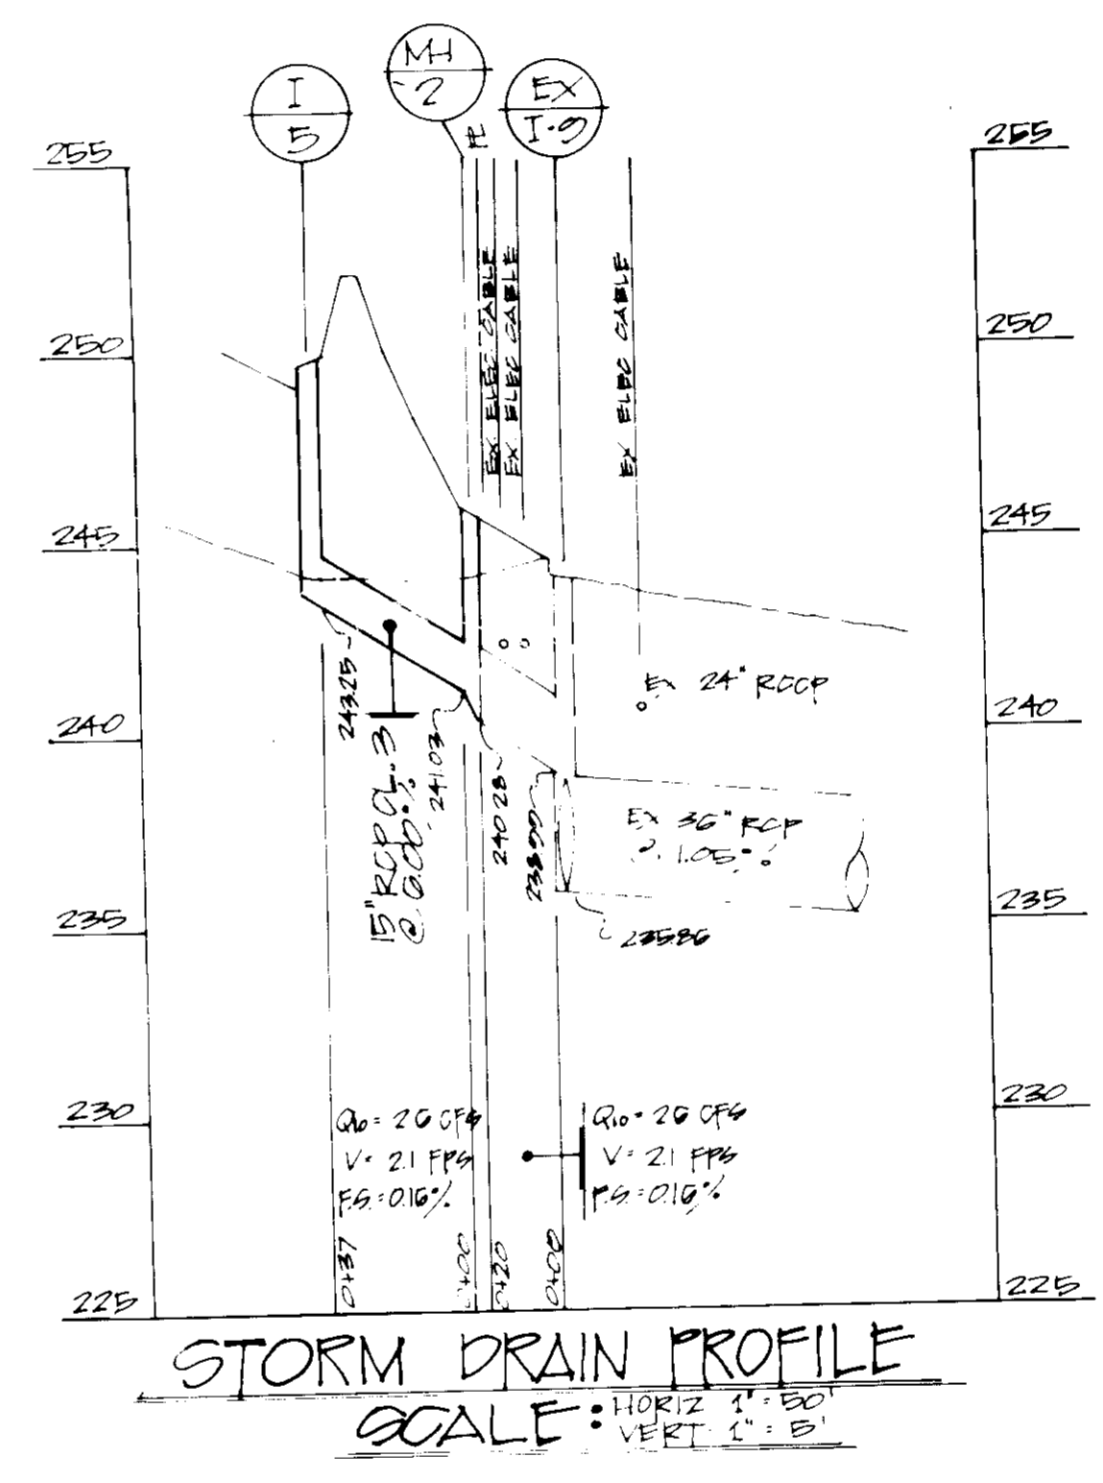 I
5
MH
2
EX
I-9
PL
255
255
250
250
245
245
240
240
235
235
230
230
225
225
EX. ELEC. CABLE
EX. ELEC CABLE
EX ELEC CABLE
243.25
15" RCP CL. 3
@ 6.00%
241.03
240.28
238.99
EX 24" RCCP
EX 36" RCP
@ 1.05%
235.86
Q10 = 2.6 CFS
V = 2.1 FPS
F.S. = 0.16%
Q10 = 2.6 CFS
V = 2.1 FPS
F.S. = 0.16%
0+37
0+00
0+20
0+00
STORM DRAIN PROFILE
SCALE: HORIZ 1" = 50'
VERT. 1" = 5'